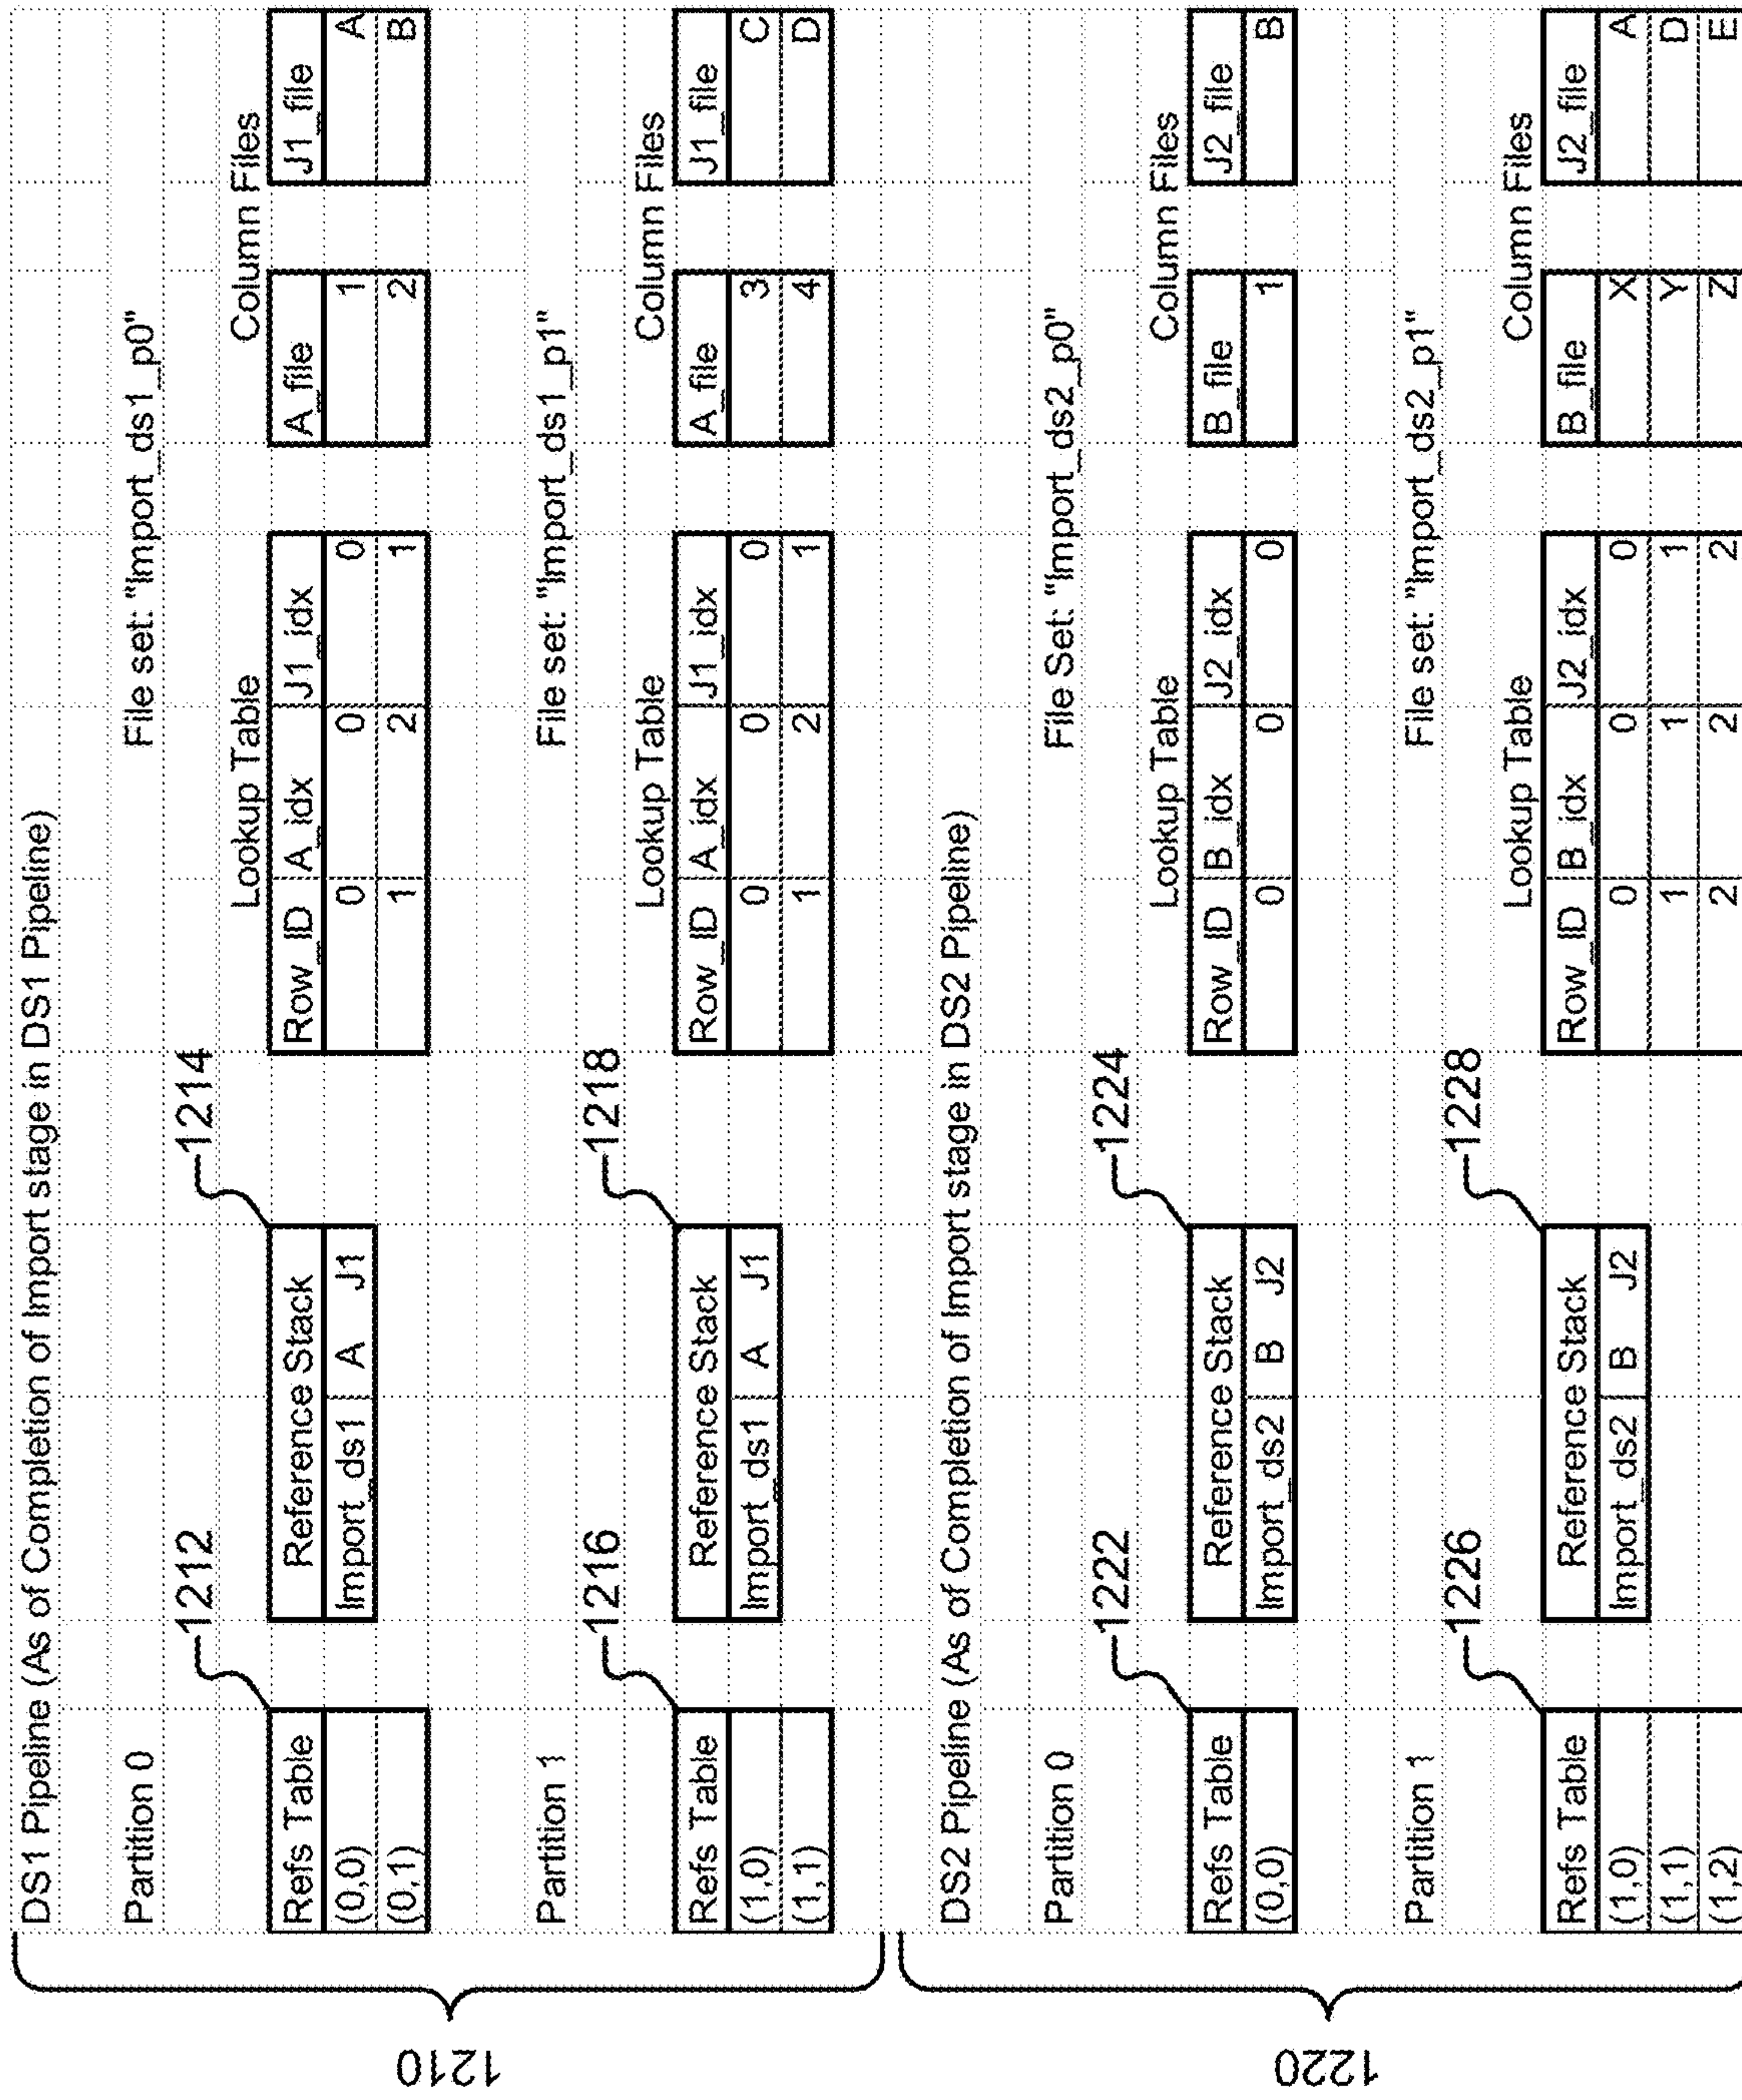 1210
DS1 Pipeline (As of Completion of Import stage in DS1 Pipeline)
Partition 0
File set: "Import_ds1_p0"
1212
1214
Lookup Table
Column Files
Refs Table
Reference Stack
Row_ID A_idx J1_idx
A_file
J1_file
(0,0)
Import_ds1 A J1
0 0 0
1
A
(0,1)
1 2 1
2
B
Partition 1
File set: "Import_ds1_p1"
1216
1218
Lookup Table
Column Files
Refs Table
Reference Stack
Row_ID A_idx J1_idx
A_file
J1_file
(1,0)
Import_ds1 A J1
0 0 0
3
C
(1,1)
1 2 1
4
D
1220
DS2 Pipeline (As of Completion of Import stage in DS2 Pipeline)
Partition 0
File Set: "Import_ds2_p0"
1222
1224
Lookup Table
Column Files
Refs Table
Reference Stack
Row_ID B_idx J2_idx
B_file
J2_file
(0,0)
Import_ds2 B J2
0 0 0
1
B
Partition 1
File set: "Import_ds2_p1"
1226
1228
Lookup Table
Column Files
Refs Table
Reference Stack
Row_ID B_idx J2_idx
B_file
J2_file
(1,0)
Import_ds2 B J2
0 0 0
X
A
(1,1)
1 1 1
Y
D
(1,2)
2 2 2
Z
E